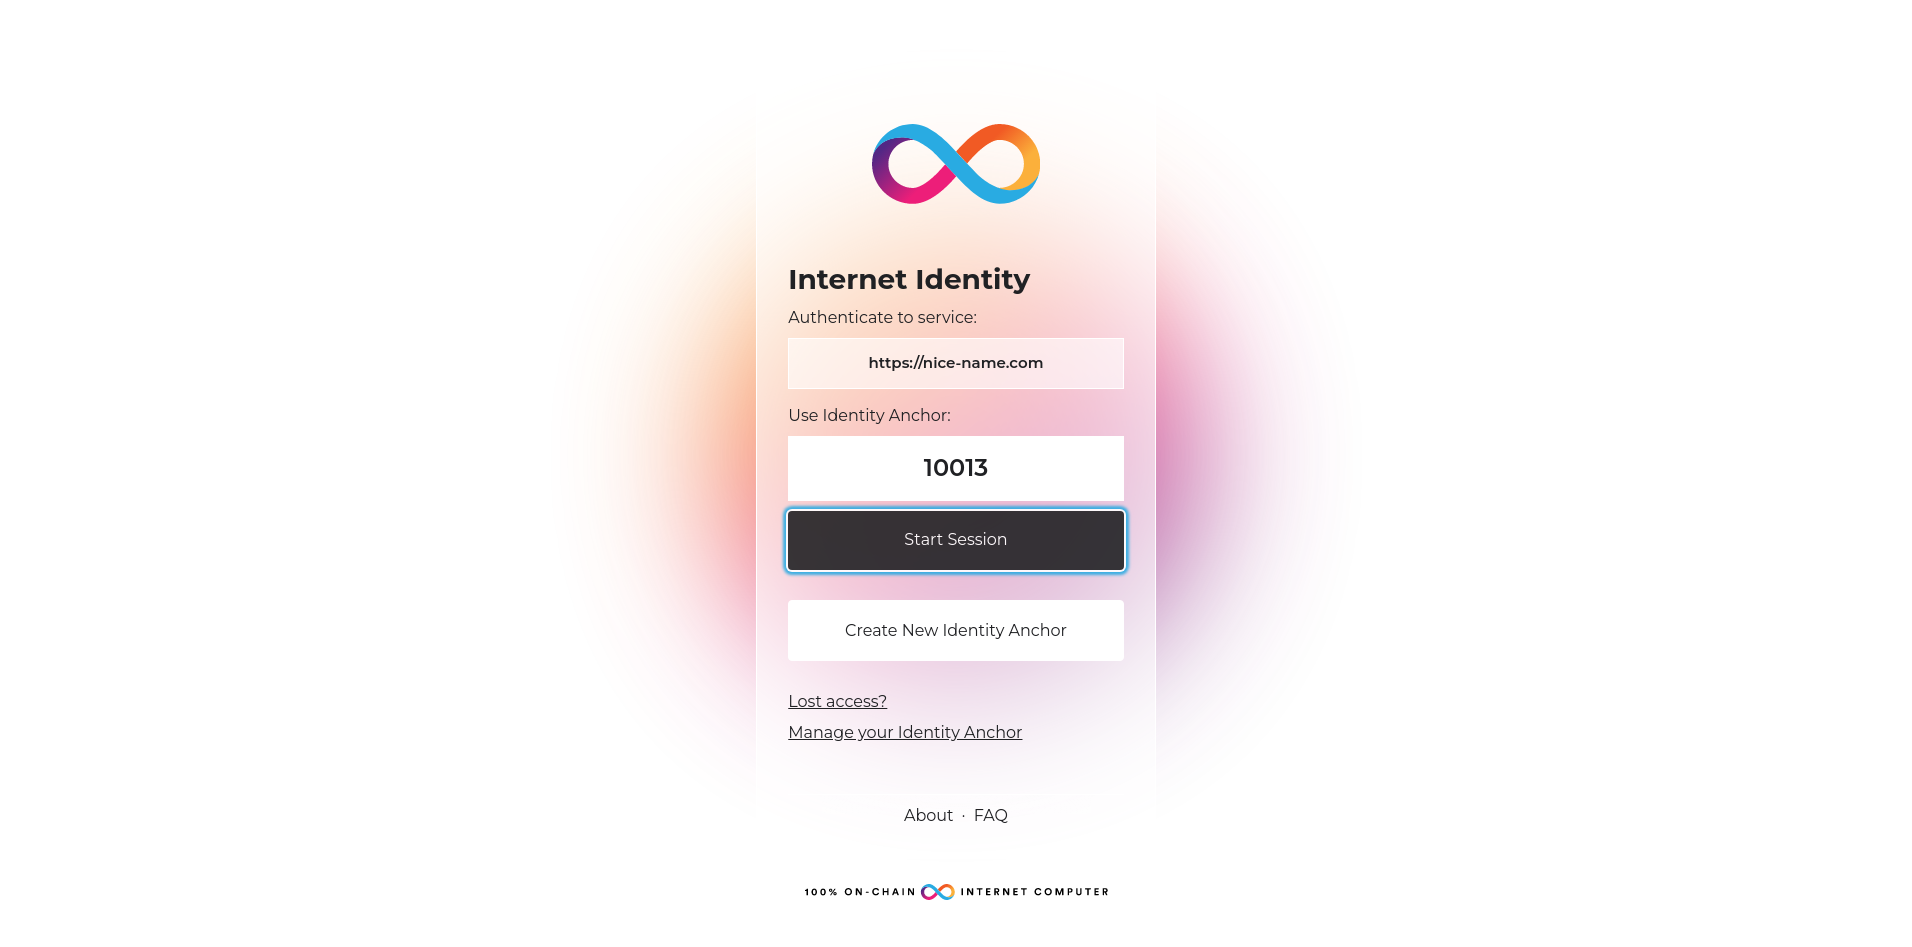 Internet Identity
Authenticate to service:
https://nice-name.com
Use Identity Anchor:
10013
Start Session
Create New Identity Anchor
Lost access?
Manage your Identity Anchor
About · FAQ
100% ON-CHAIN INTERNET COMPUTER